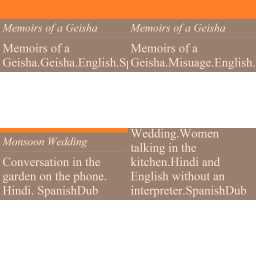 Memoirs of a Geisha
Memoirs of a
Geisha.Geisha.English.Sp
Memoirs of a Geisha
Memoirs of a
Geisha.Misuage.English.
Monsoon Wedding
Conversation in the
garden on the phone.
Hindi. SpanishDub
Wedding.Women
talking in the
kitchen.Hindi and
English without an
interpreter.SpanishDub